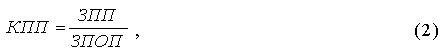 КПП = ЗПП / ЗПОП , (2)